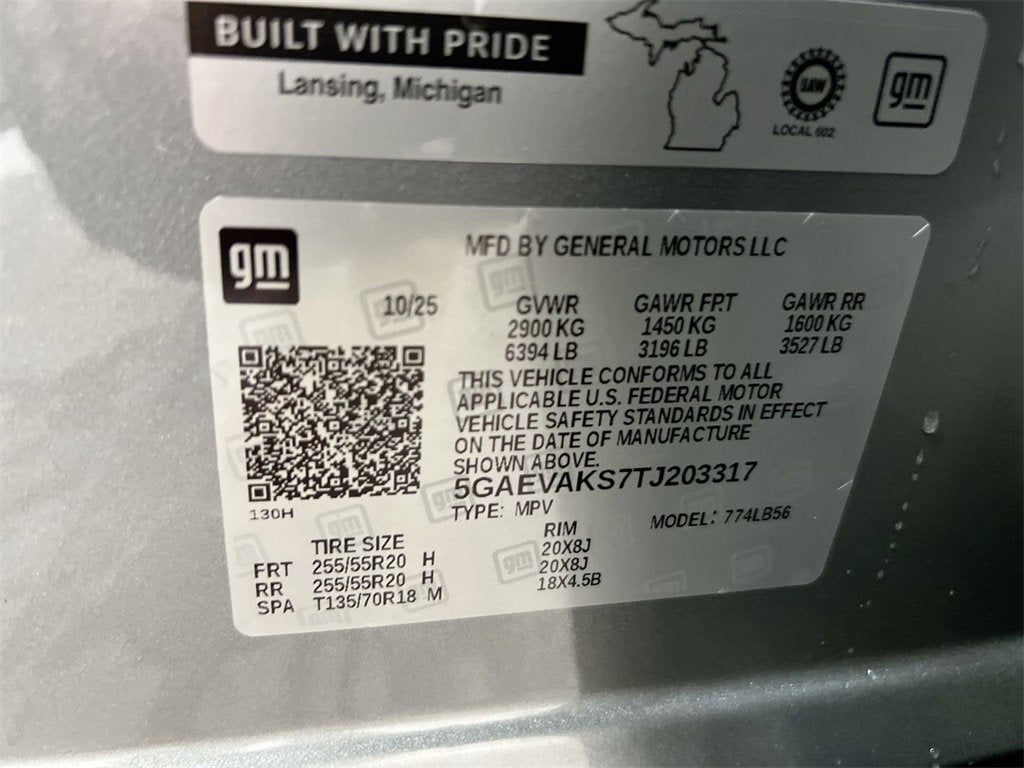 BUILT WITH PRIDE
Lansing, Michigan
UAW
LOCAL 602
gm
gm
MFD BY GENERAL MOTORS LLC
10/25
GVWR GAWR FRT GAWR RR
2900 KG 1450 KG 1600 KG
6394 LB 3196 LB 3527 LB
THIS VEHICLE CONFORMS TO ALL
APPLICABLE U.S. FEDERAL MOTOR
VEHICLE SAFETY STANDARDS IN EFFECT
ON THE DATE OF MANUFACTURE
SHOWN ABOVE.
5GAEVAKS7TJ203317
130H
TYPE: MPV MODEL: 774LB56
TIRE SIZE RIM
FRT 255/55R20 H 20X8J
RR 255/55R20 H 20X8J
SPA T135/70R18 M 18X4.5B